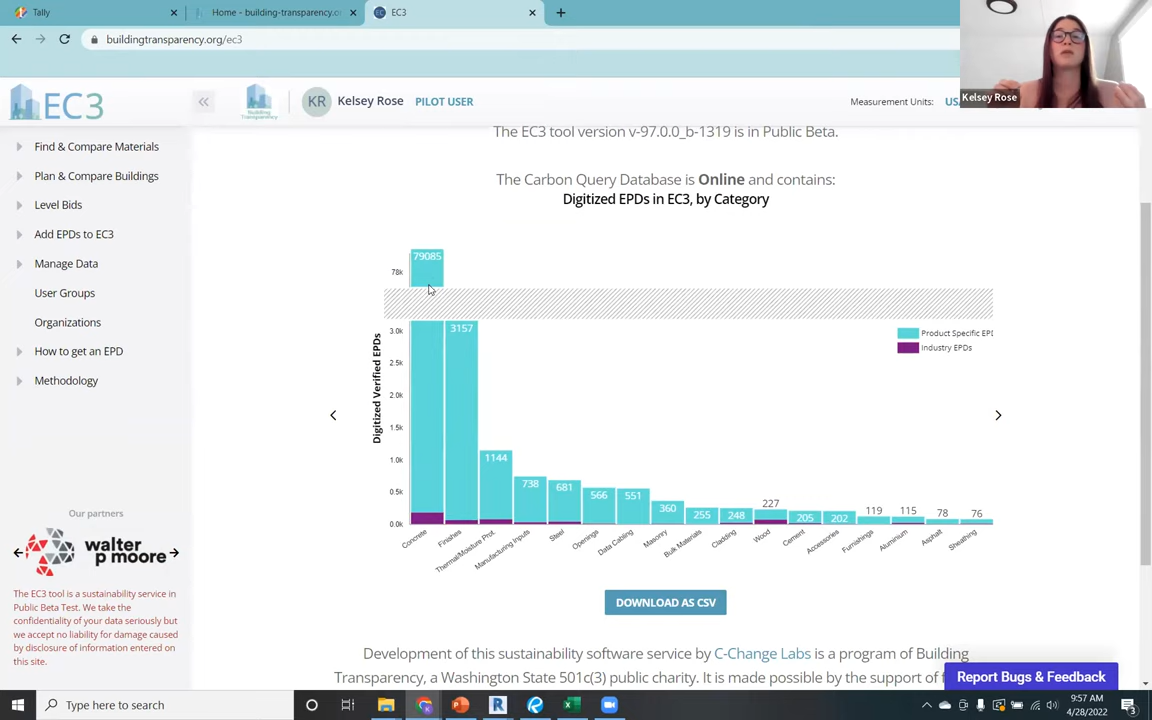 Tally
Home - building-transparency.o
EC3
buildingtransparency.org/ec3
Kelsey Rose
EC3
Building
Transparency
KR
Kelsey Rose
PILOT USER
Measurement Units:
Find & Compare Materials
Plan & Compare Buildings
Level Bids
Add EPDs to EC3
Manage Data
User Groups
Organizations
How to get an EPD
Methodology
Our partners
walter
p moore
The EC3 tool is a sustainability service in
Public Beta Test. We take the
confidentiality of your data seriously but
we accept no liability for damage caused
by disclosure of information entered on
this site.
The EC3 tool version v-97.0.0_b-1319 is in Public Beta.
The Carbon Query Database is Online and contains:
Digitized EPDs in EC3, by Category
Digitized Verified EPDs
78k
3.0k
2.5k
2.0k
1.5k
1.0k
0.5k
0.0k
79085
3157
1144
738
681
566
551
360
255
248
227
205
202
119
115
78
76
Product Specific EPD
Industry EPDs
Concrete
Finishes
Thermal/Moisture Prot.
Manufacturing Inputs
Steel
Openings
Data Cabling
Masonry
Bulk Materials
Cladding
Wood
Cement
Accessories
Furnishings
Aluminium
Asphalt
Sheathing
DOWNLOAD AS CSV
Development of this sustainability software service by C-Change Labs is a program of Building
Transparency, a Washington State 501c(3) public charity. It is made possible by the support of
Report Bugs & Feedback
Type here to search
9:57 AM
4/28/2022
3